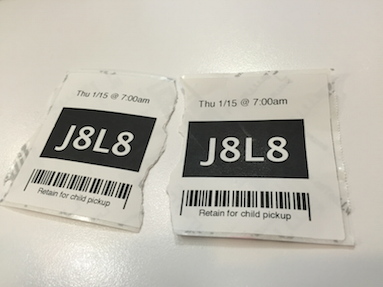 Thu 1/15 @ 7:00am
J8L8
Retain for child pickup
Thu 1/15 @ 7:00am
J8L8
Retain for child pickup